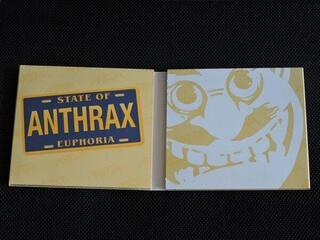 STATE OF
ANTHRAX
EUPHORIA